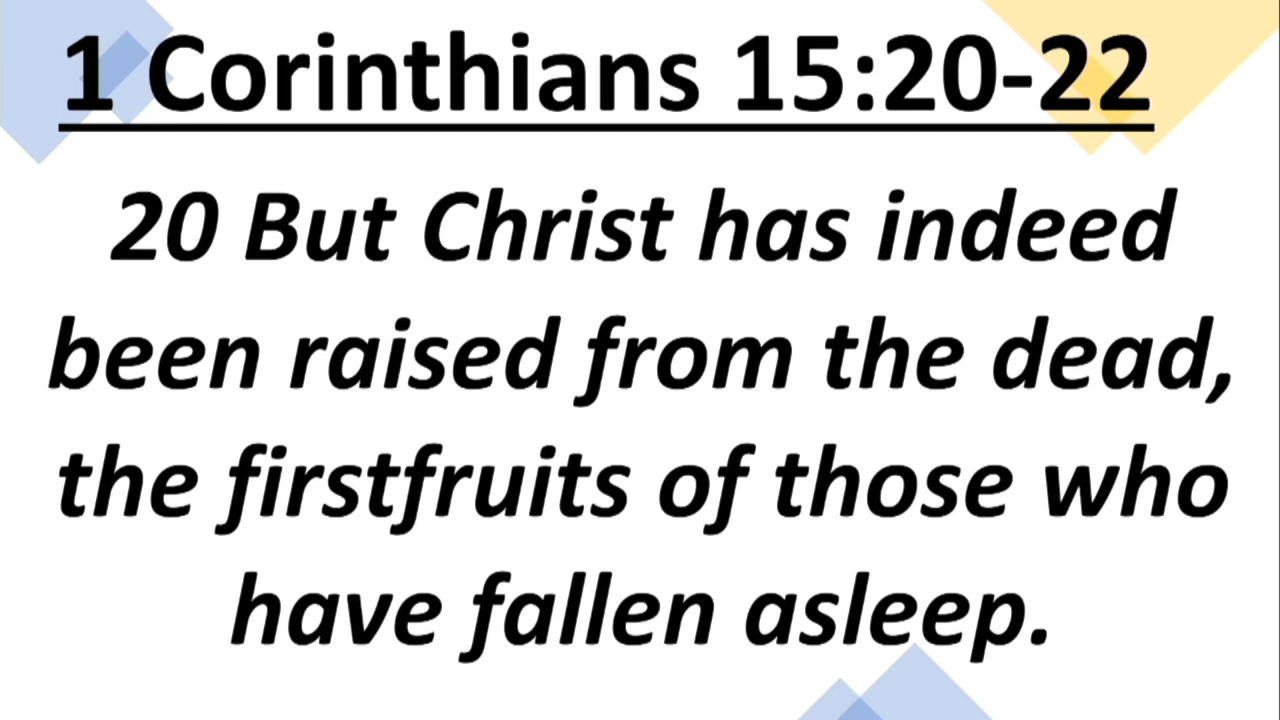 1 Corinthians 15:20-22
20 But Christ has indeed
been raised from the dead,
the firstfruits of those who
have fallen asleep.